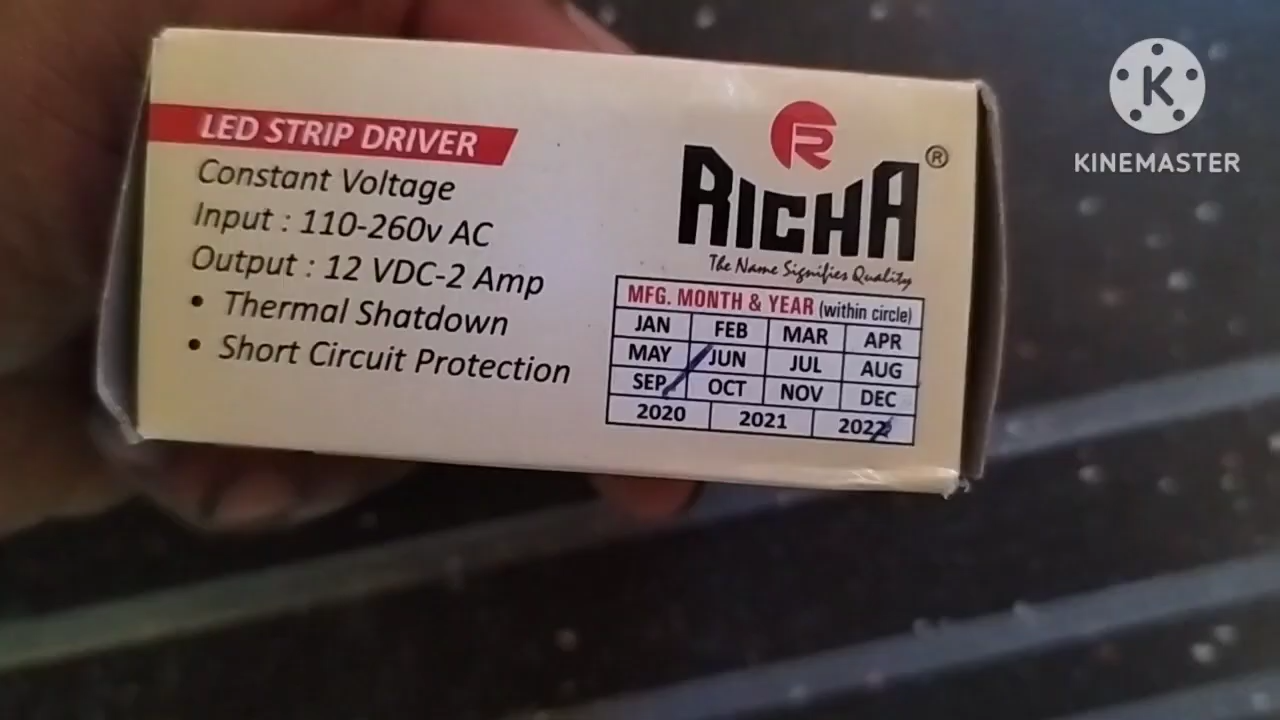 LED STRIP DRIVER
Constant Voltage
Input : 110-260v AC
Output : 12 VDC-2 Amp
• Thermal Shatdown
• Short Circuit Protection
R
RICHA ®
The Name Signifies Quality
MFG. MONTH & YEAR (within circle)
JAN FEB MAR APR
MAY JUN JUL AUG
SEP OCT NOV DEC
2020 2021 2022
K
KINEMASTER